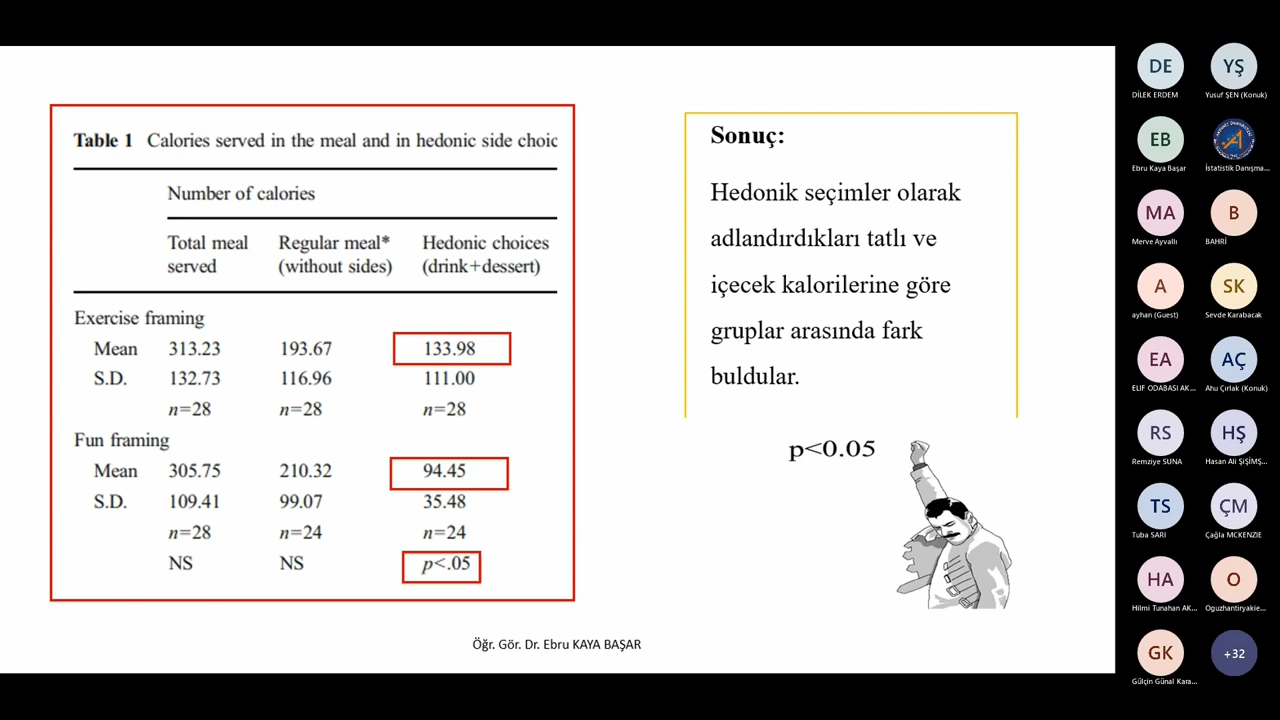 Table 1 Calories served in the meal and in hedonic side choic
Number of calories
Total meal served
Regular meal* (without sides)
Hedonic choices (drink+dessert)
Exercise framing
Mean 313.23 193.67 133.98
S.D. 132.73 116.96 111.00
n=28 n=28 n=28
Fun framing
Mean 305.75 210.32 94.45
S.D. 109.41 99.07 35.48
n=28 n=24 n=24
NS NS p<.05
Sonuç:
Hedonik seçimler olarak
adlandırdıkları tatlı ve
içecek kalorilerine göre
gruplar arasında fark
buldular.
p<0.05
Öğr. Gör. Dr. Ebru KAYA BAŞAR
DE
DİLEK ERDEM
YŞ
Yusuf ŞEN (Konuk)
EB
Ebru Kaya Başar
İstatistik Danışma...
MA
Merve Ayvallı
B
BAHRİ
A
ayhan (Guest)
SK
Sevde Karabacak
EA
ELIF ODABASI AK...
AÇ
Ahu Çırlak (Konuk)
RS
Remziye SUNA
HŞ
Hasan Ali ŞiŞİMŞ...
TS
Tuba SARI
ÇM
Çağla MCKENZIE
HA
Hilmi Tunahan AK...
O
Oguzhantiryakie...
GK
Gülçin Günal Kara...
+32